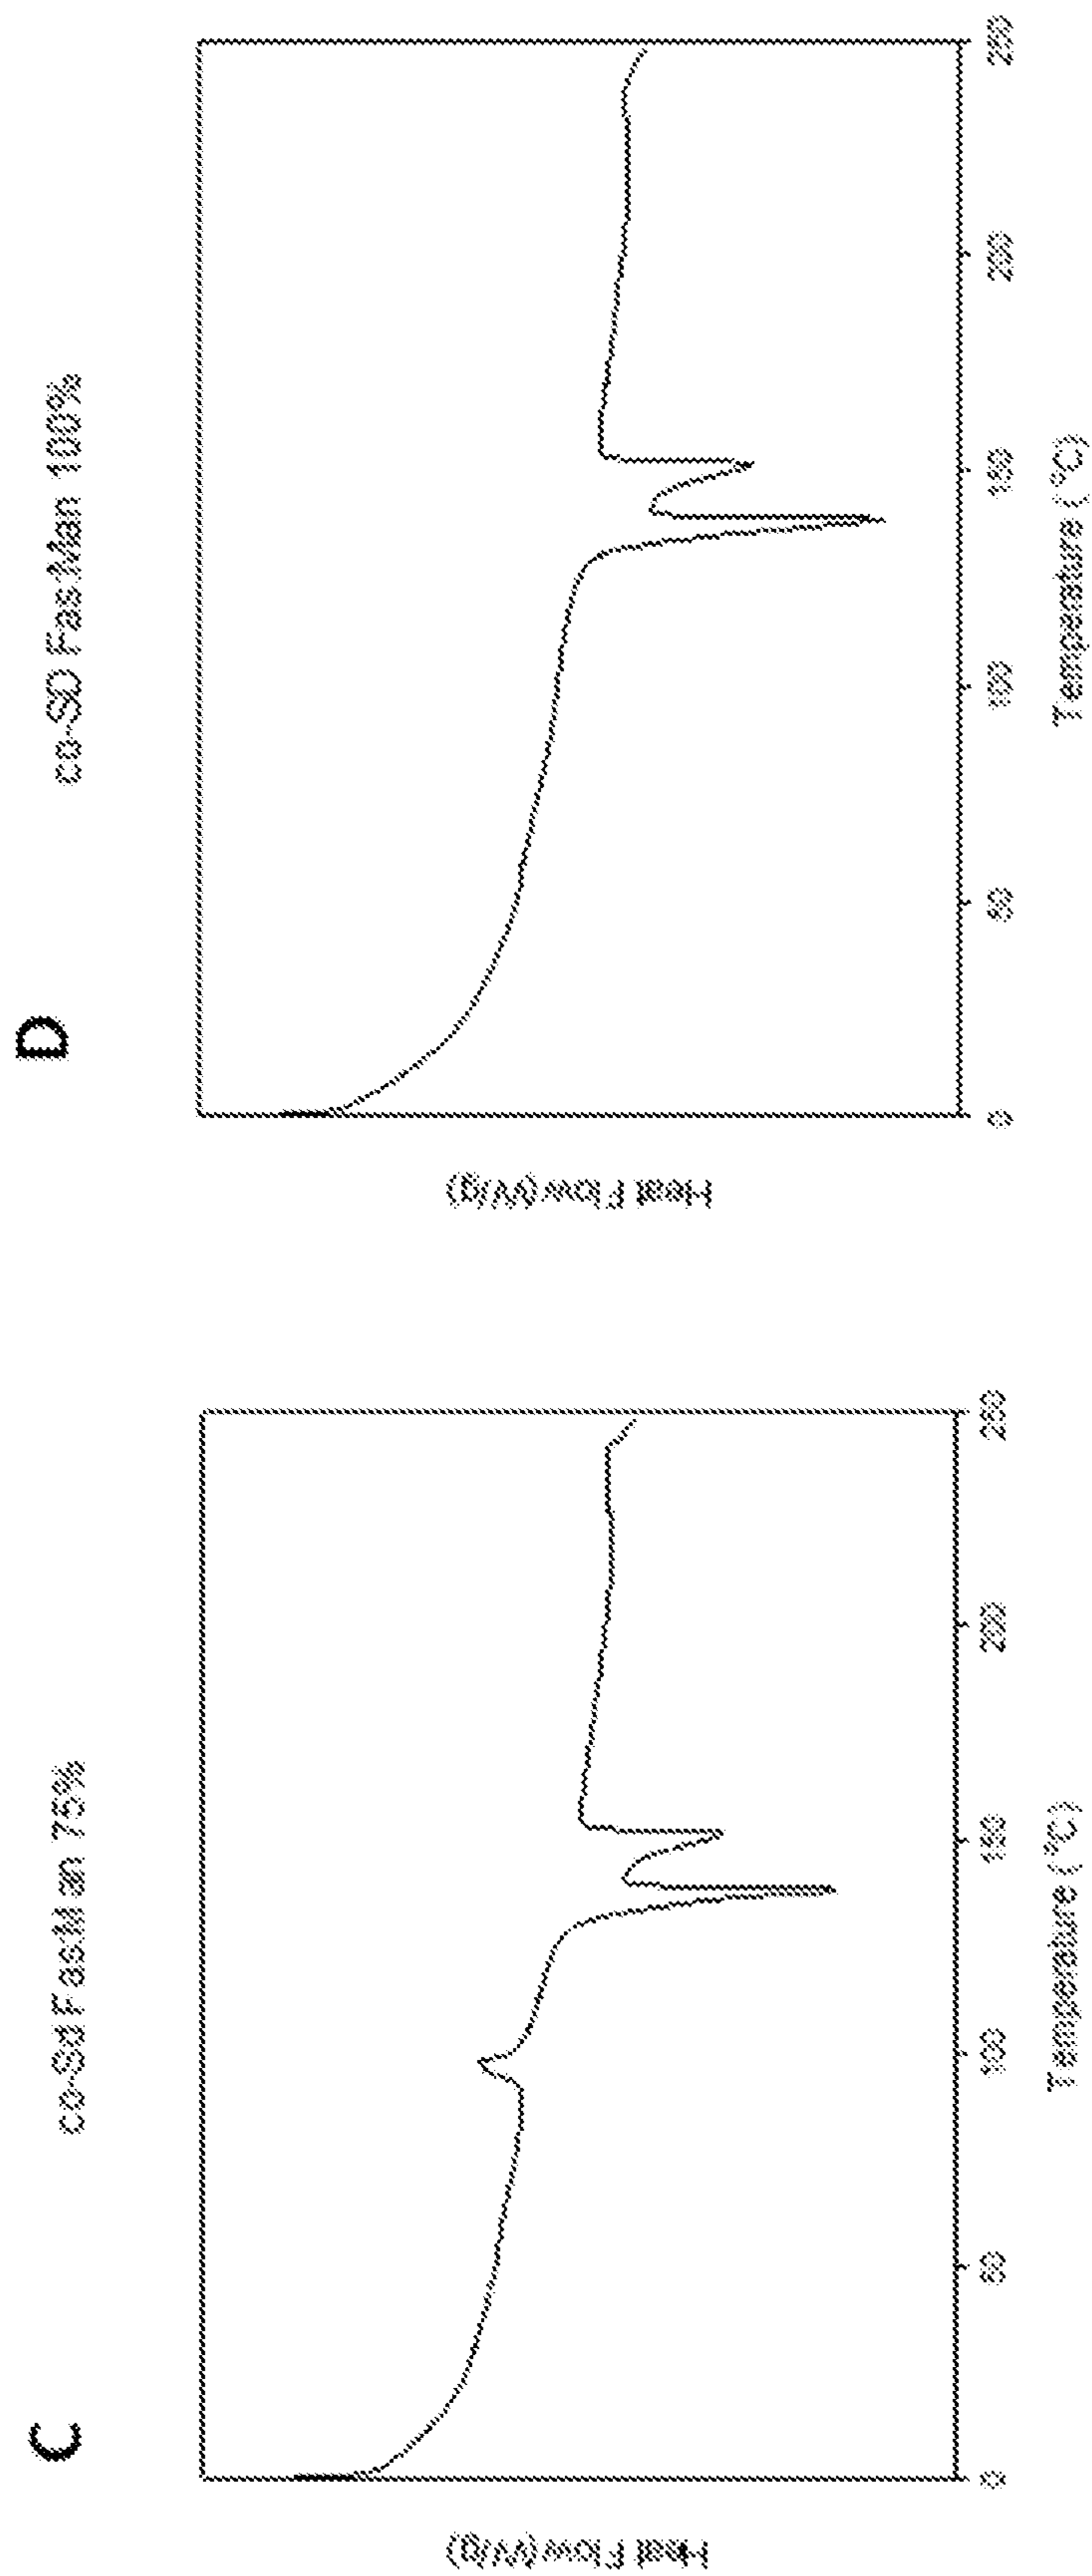 C
co-Sd FasMan 75%
Heat Flow (W/g)
0
50
100
150
200
250
Temperature (°C)
D
co-SD FasMan 100%
Heat Flow (W/g)
0
50
100
150
200
250
Temperature (°C)